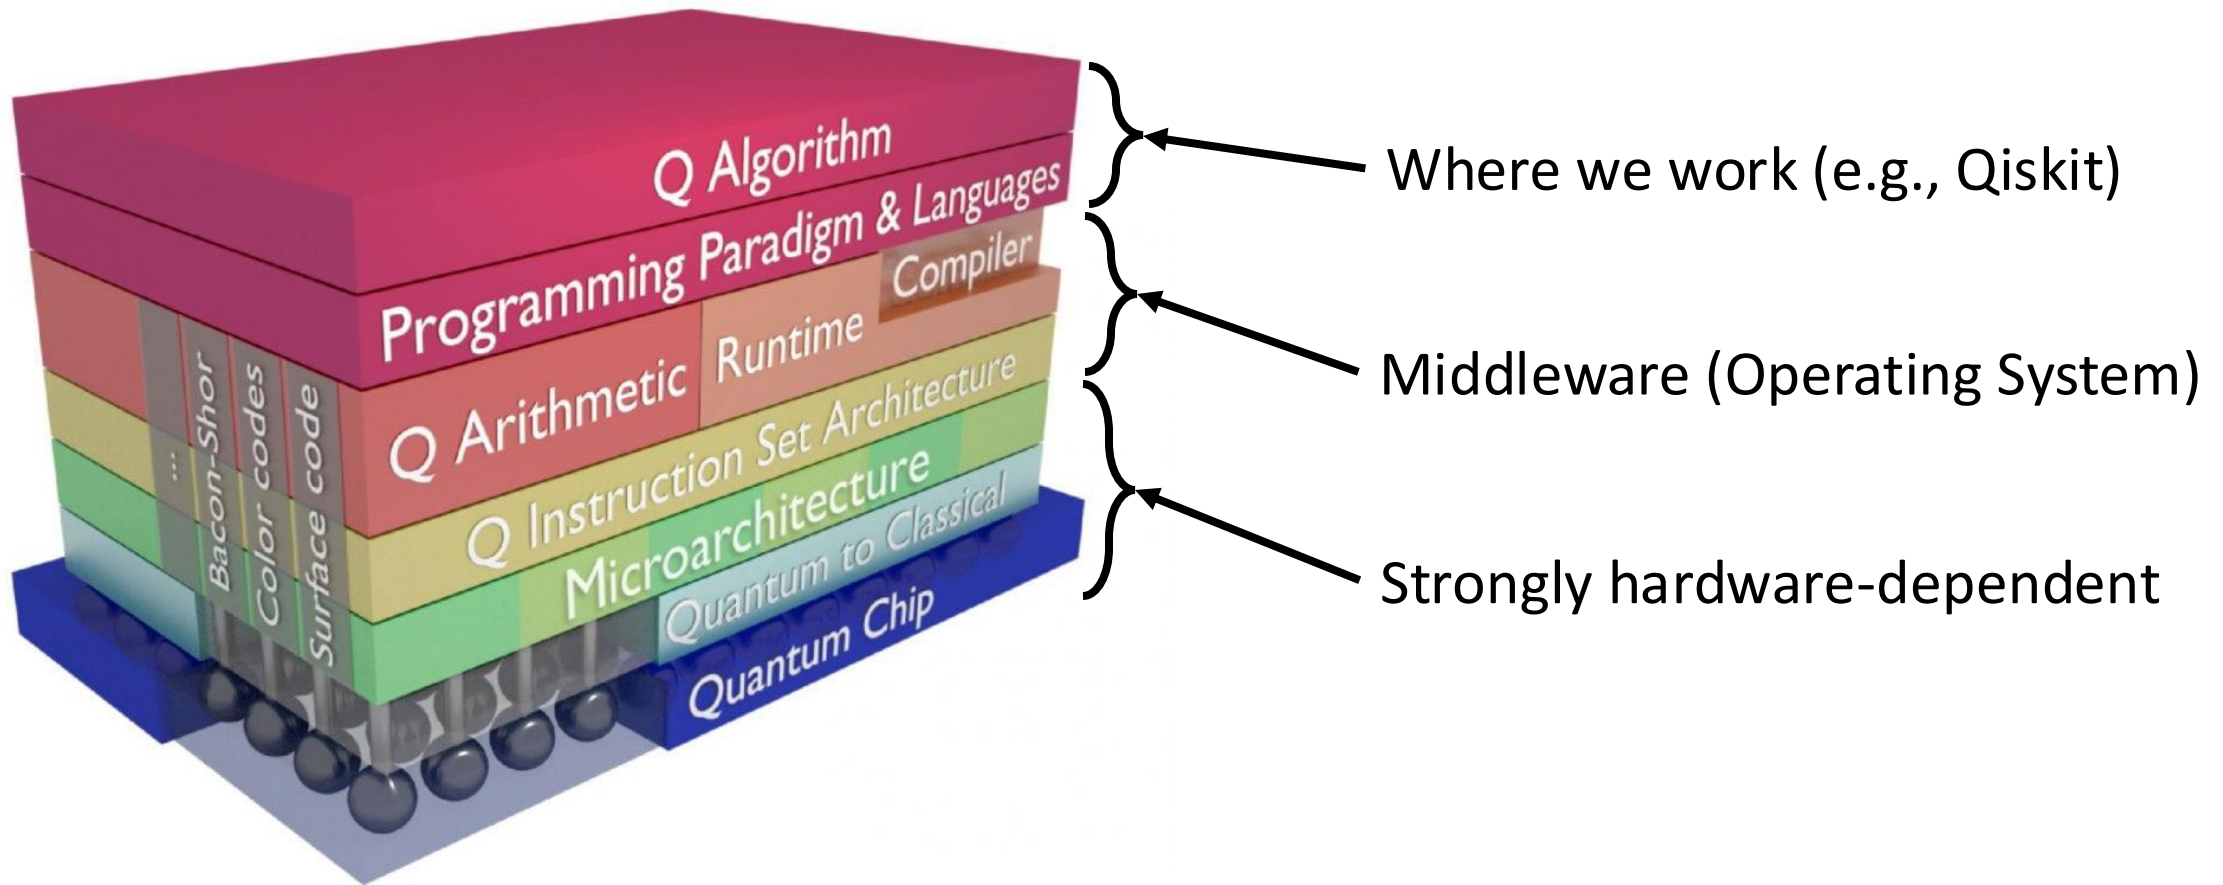 Q Algorithm
Programming Paradigm & Languages
Compiler
Q Arithmetic
Runtime
Q Instruction Set Architecture
Microarchitecture
Quantum to Classical
Quantum Chip
...
Bacon-Shor
Color codes
Surface code
Where we work (e.g., Qiskit)
Middleware (Operating System)
Strongly hardware-dependent